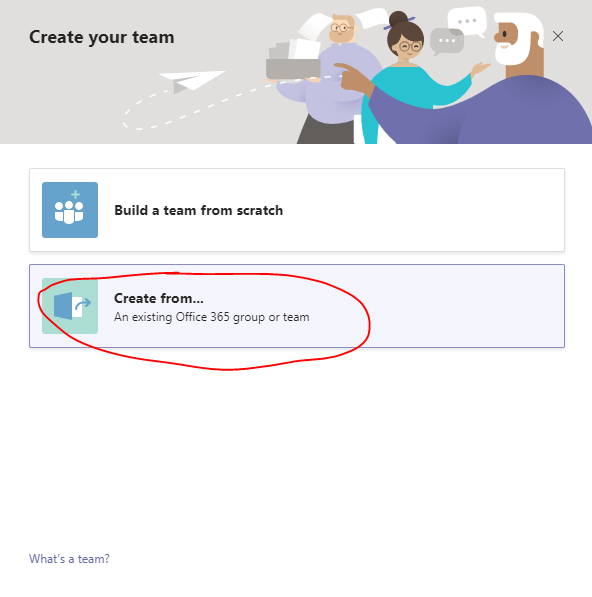 Create your team
Build a team from scratch
Create from...
An existing Office 365 group or team
What's a team?